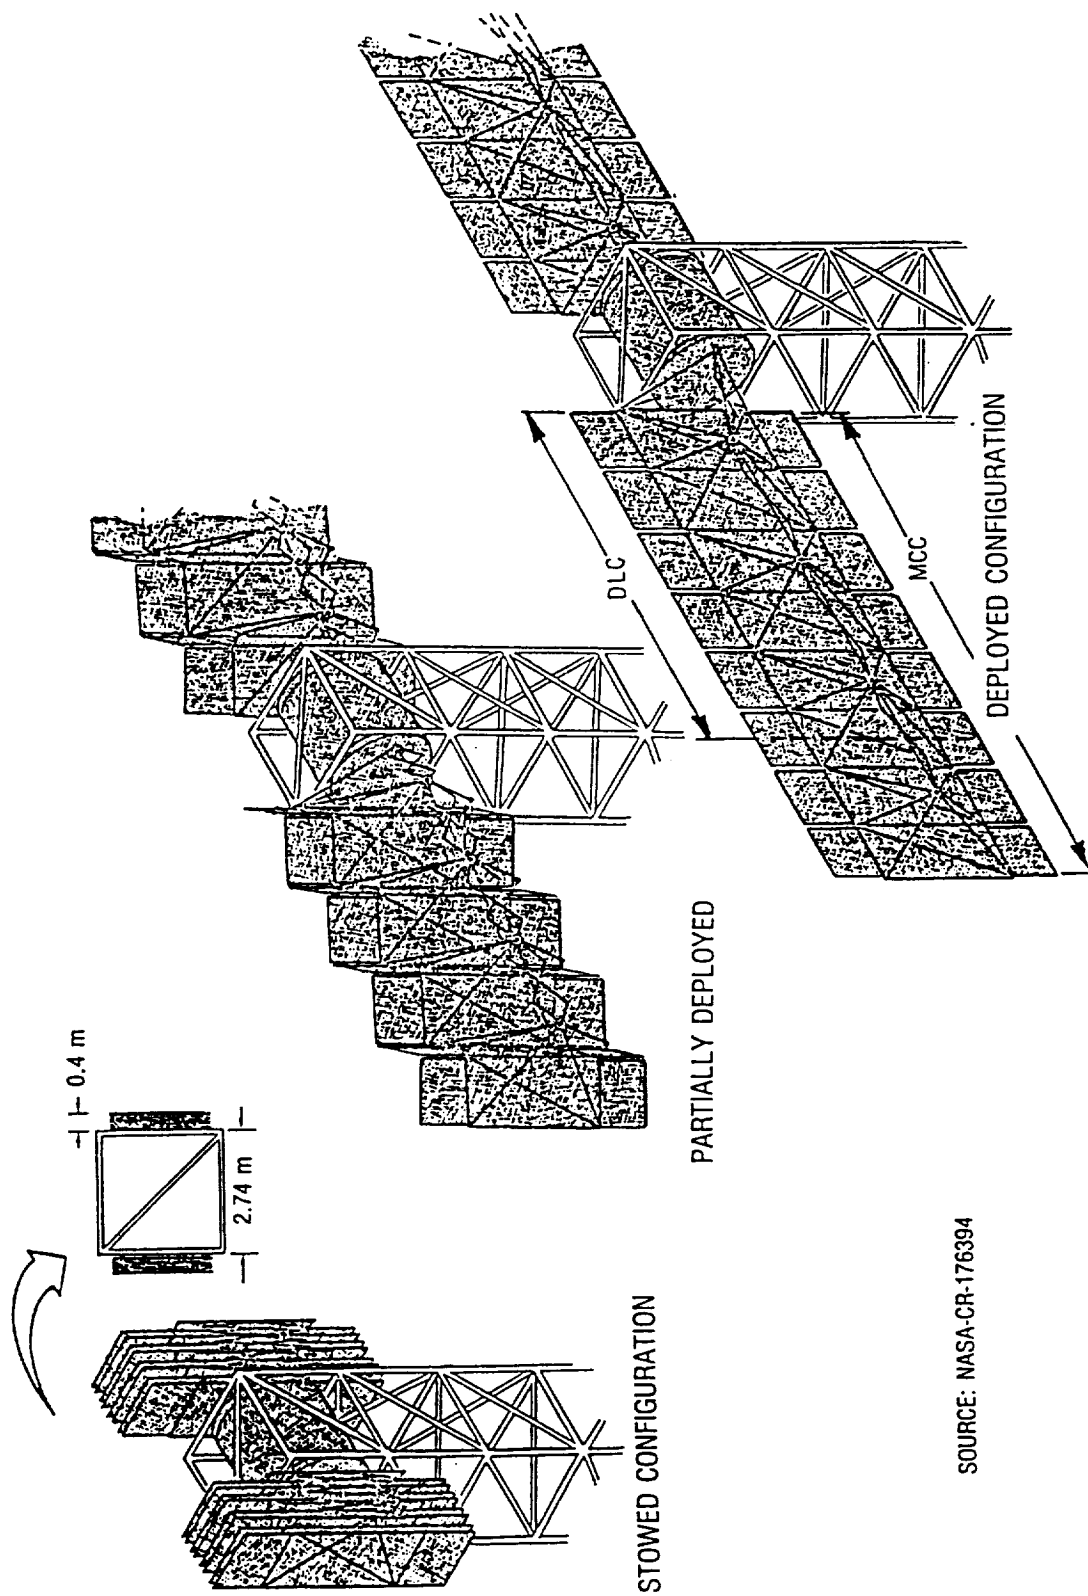 0.4 m
2.74 m
STOWED CONFIGURATION
PARTIALLY DEPLOYED
DLC
MCC
DEPLOYED CONFIGURATION
SOURCE: NASA-CR-176394